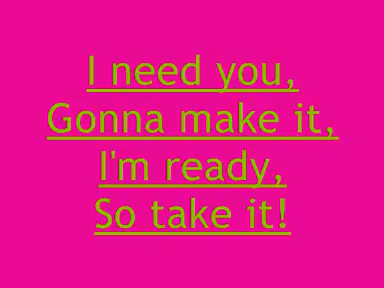 I need you,
Gonna make it,
I'm ready,
So take it!